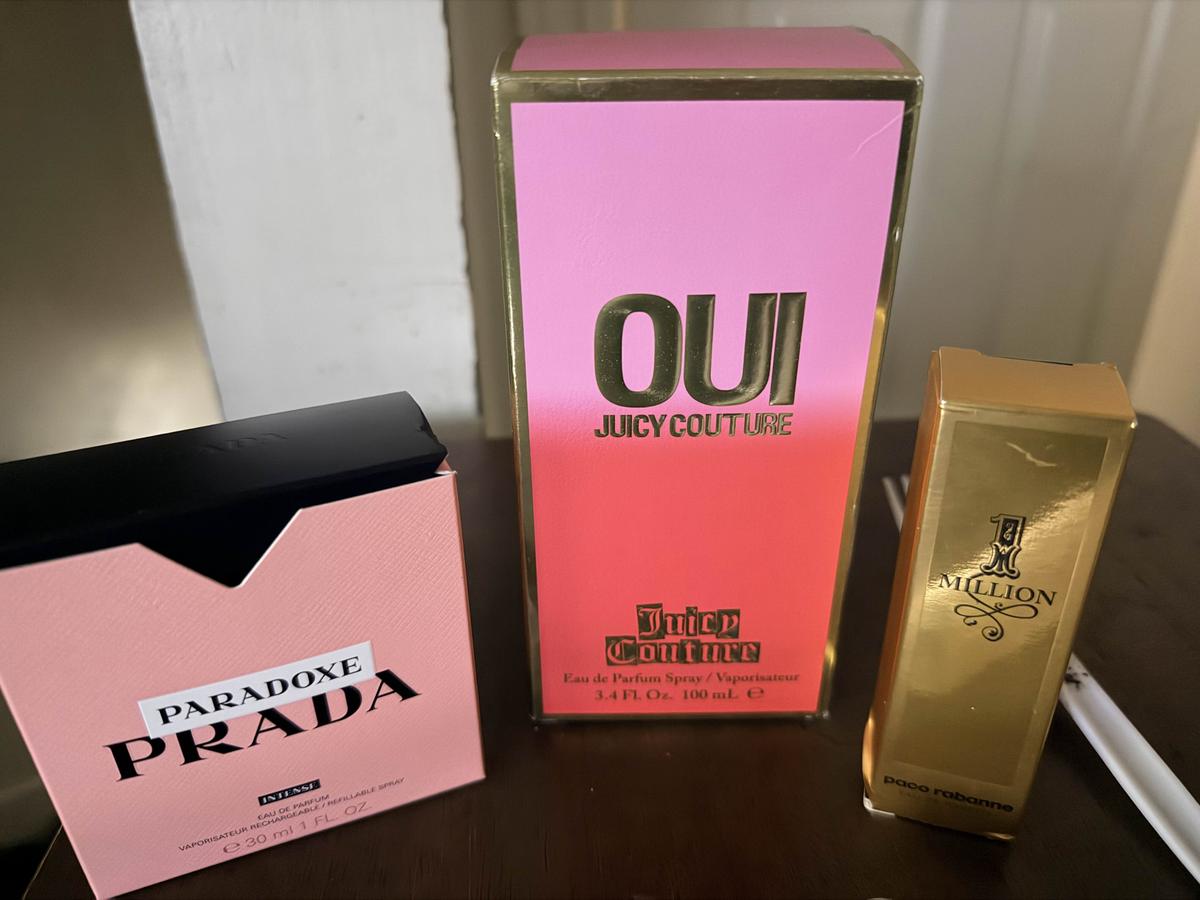 PARADOXE
PRADA
INTENSE
EAU DE PARFUM
VAPORISATEUR RECHARGEABLE / REFILLABLE SPRAY
℮ 30 ml 1 FL. OZ
OUI
JUICY COUTURE
Juicy
Couture
Eau de Parfum Spray / Vaporisateur
3.4 Fl. Oz. 100 mL ℮
1
MILLION
paco rabanne